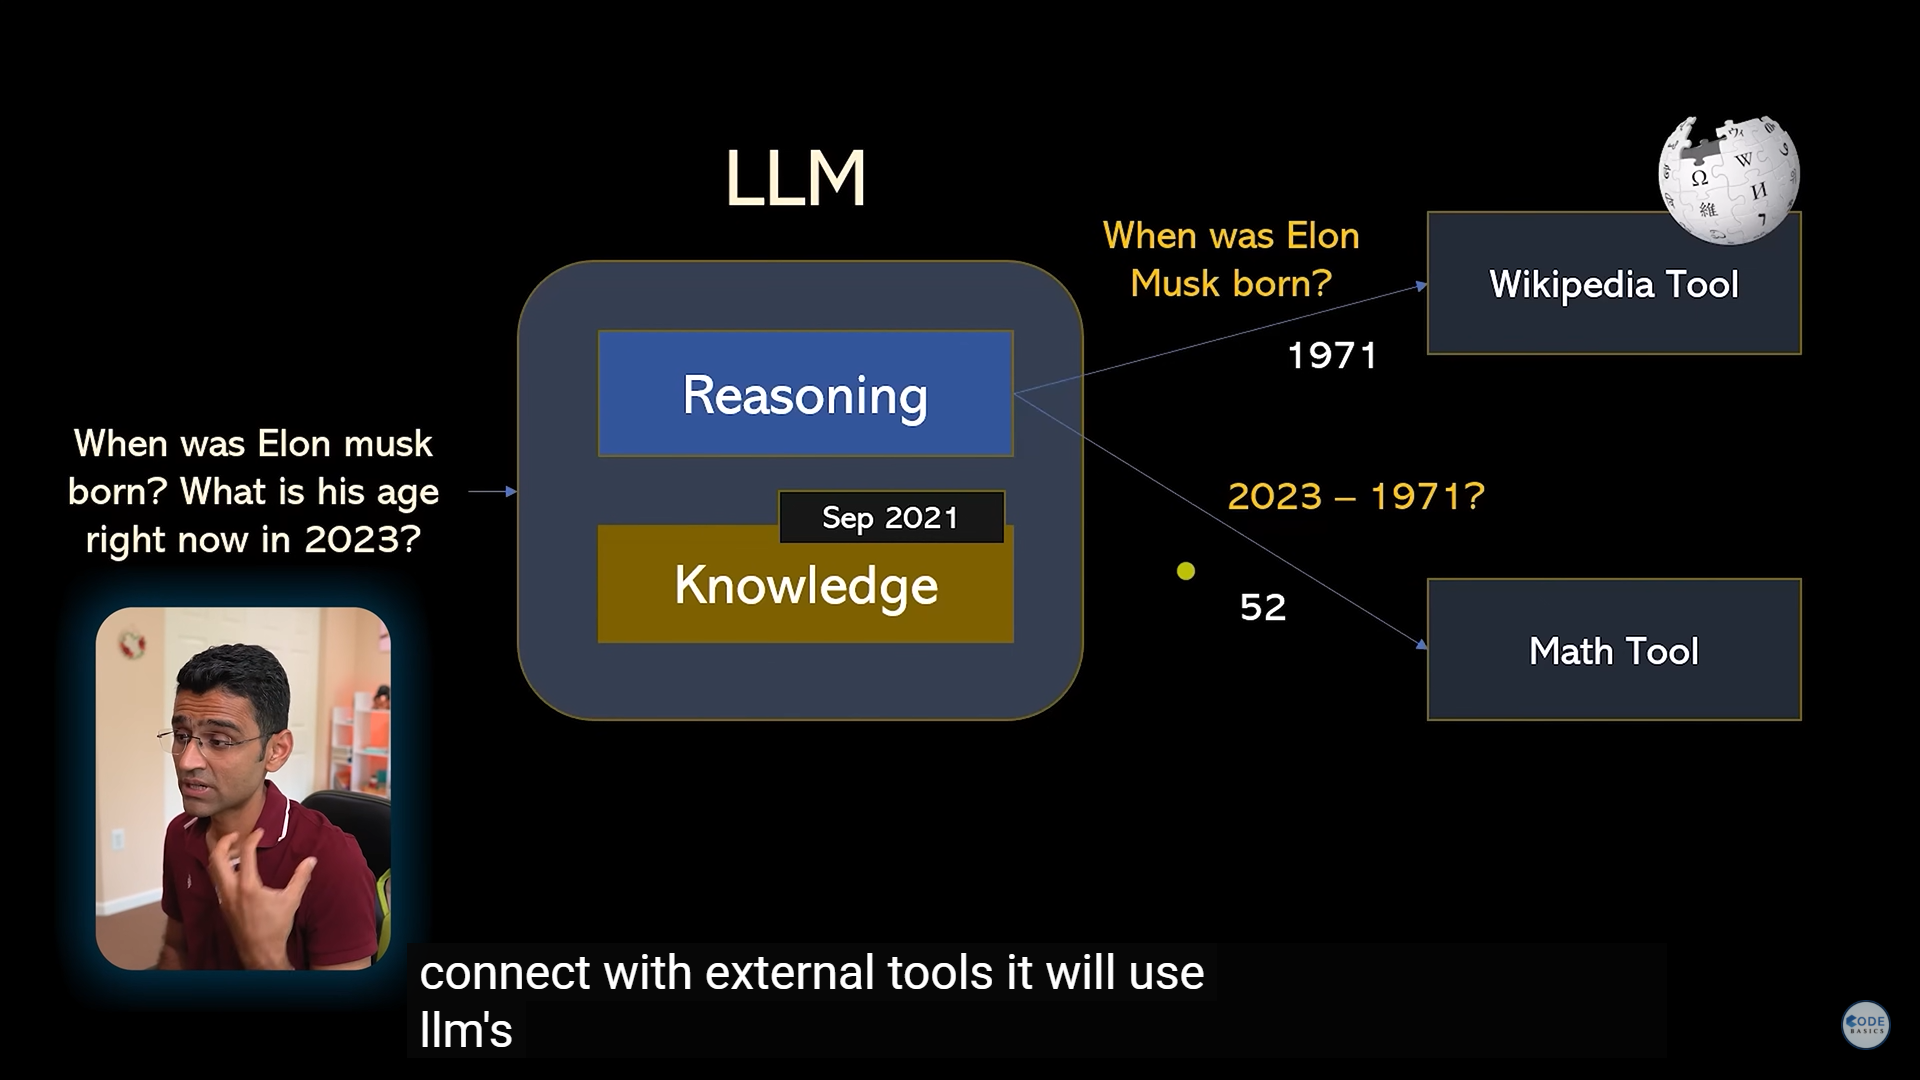 LLM
When was Elon
Musk born?
Wikipedia Tool
1971
Reasoning
When was Elon musk
born? What is his age
right now in 2023?
Sep 2021
Knowledge
2023 – 1971?
52
Math Tool
connect with external tools it will use
llm's
CODE
BASICS
Ω
W
И
維